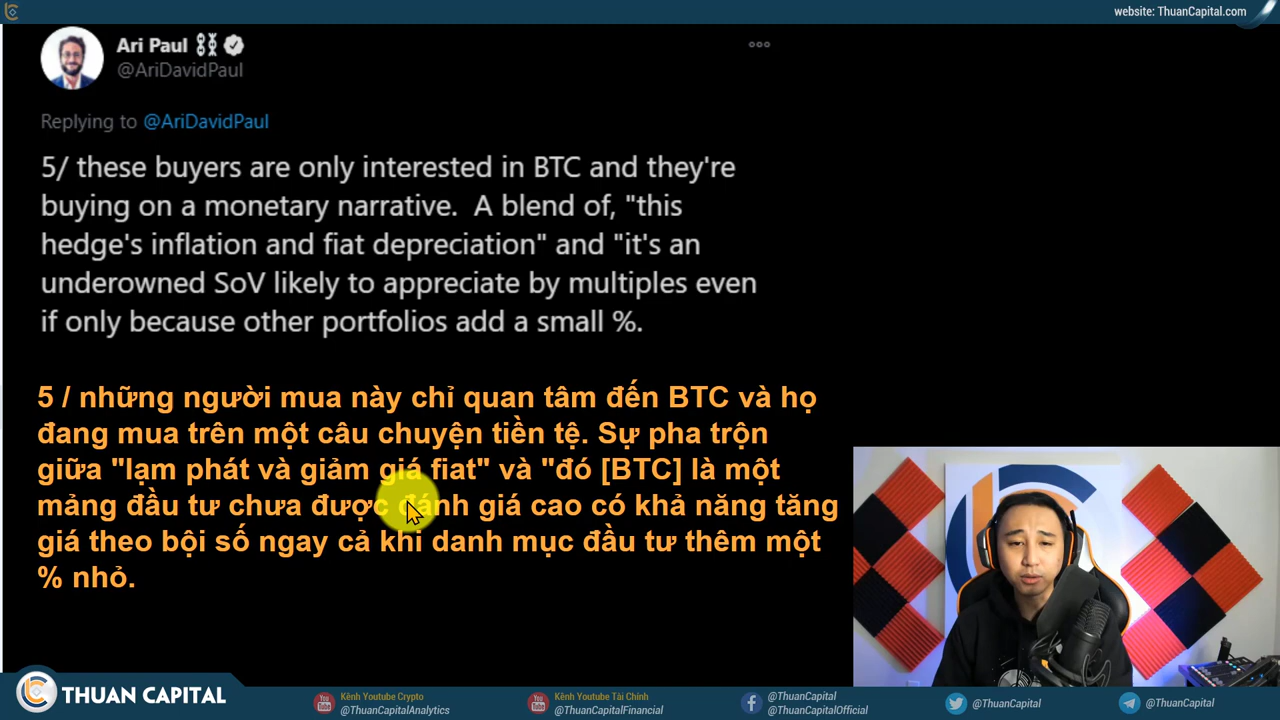 website: ThuanCapital.com
Ari Paul
@AriDavidPaul
Replying to @AriDavidPaul
5/ these buyers are only interested in BTC and they're
buying on a monetary narrative.  A blend of, "this
hedge's inflation and fiat depreciation" and "it's an
underowned SoV likely to appreciate by multiples even
if only because other portfolios add a small %.
5 / những người mua này chỉ quan tâm đến BTC và họ
đang mua trên một câu chuyện tiền tệ. Sự pha trộn
giữa "lạm phát và giảm giá fiat" và "đó [BTC] là một
mảng đầu tư chưa được đánh giá cao có khả năng tăng
giá theo bội số ngay cả khi danh mục đầu tư thêm một
% nhỏ.
THUAN CAPITAL
You Tube
Kênh Youtube Crypto
@ThuanCapitalAnalytics
You Tube
Kênh Youtube Tài Chính
@ThuanCapitalFinancial
@ThuanCapital
@ThuanCapitalOfficial
@ThuanCapital
@ThuanCapital